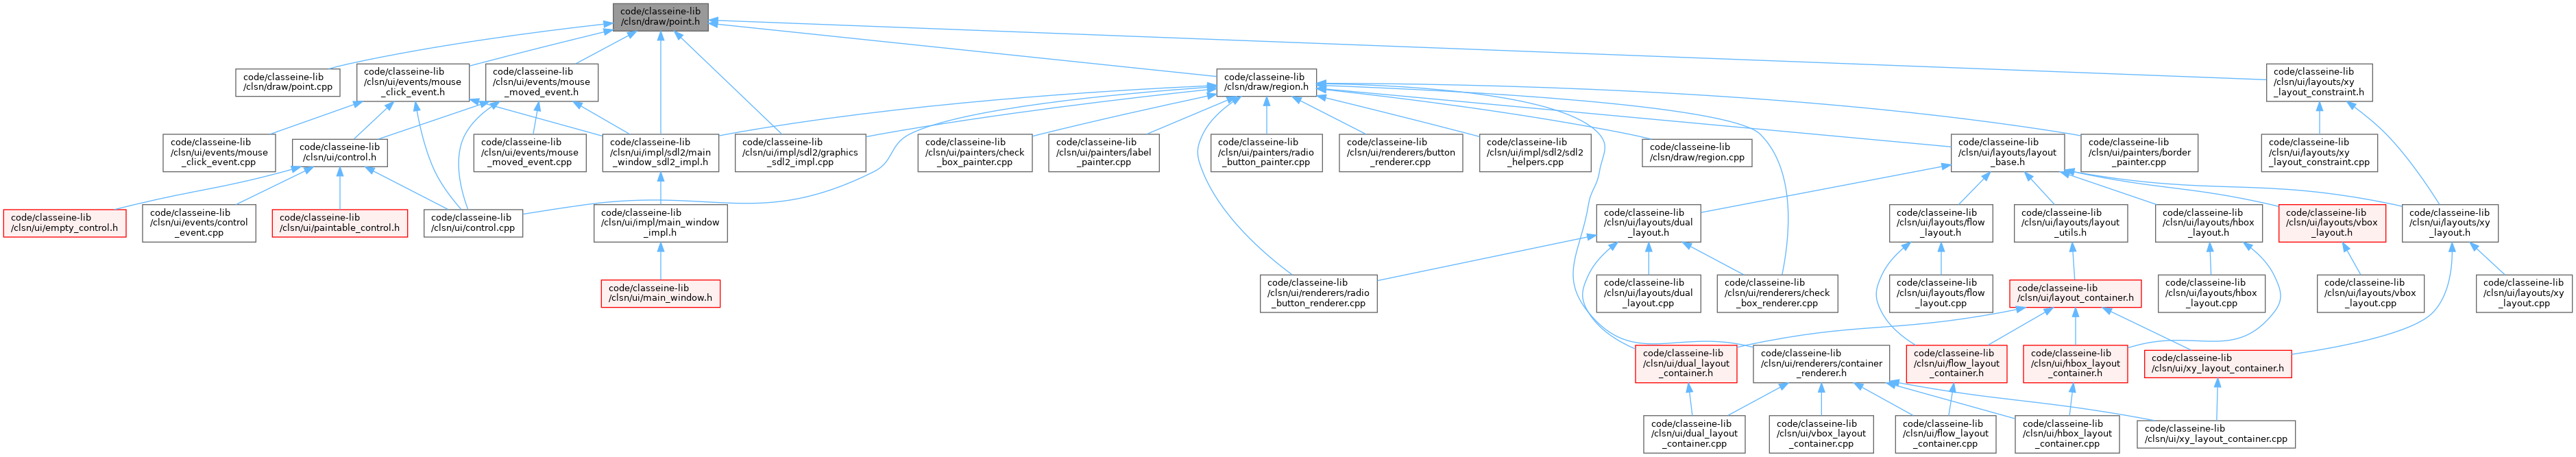 code/classeine-lib
/clsn/draw/point.h
code/classeine-lib
/clsn/draw/point.cpp
code/classeine-lib
/clsn/ui/events/mouse
_click_event.h
code/classeine-lib
/clsn/ui/events/mouse
_moved_event.h
code/classeine-lib
/clsn/draw/region.h
code/classeine-lib
/clsn/ui/layouts/xy
_layout_constraint.h
code/classeine-lib
/clsn/ui/events/mouse
_click_event.cpp
code/classeine-lib
/clsn/ui/control.h
code/classeine-lib
/clsn/ui/events/mouse
_moved_event.cpp
code/classeine-lib
/clsn/ui/impl/sdl2/main
_window_sdl2_impl.h
code/classeine-lib
/clsn/ui/impl/sdl2/graphics
_sdl2_impl.cpp
code/classeine-lib
/clsn/ui/painters/check
_box_painter.cpp
code/classeine-lib
/clsn/ui/painters/label
_painter.cpp
code/classeine-lib
/clsn/ui/painters/radio
_button_painter.cpp
code/classeine-lib
/clsn/ui/renderers/button
_renderer.cpp
code/classeine-lib
/clsn/ui/impl/sdl2/sdl2
_helpers.cpp
code/classeine-lib
/clsn/draw/region.cpp
code/classeine-lib
/clsn/ui/layouts/layout
_base.h
code/classeine-lib
/clsn/ui/painters/border
_painter.cpp
code/classeine-lib
/clsn/ui/layouts/xy
_layout_constraint.cpp
code/classeine-lib
/clsn/ui/empty_control.h
code/classeine-lib
/clsn/ui/events/control
_event.cpp
code/classeine-lib
/clsn/ui/paintable_control.h
code/classeine-lib
/clsn/ui/control.cpp
code/classeine-lib
/clsn/ui/impl/main_window
_impl.h
code/classeine-lib
/clsn/ui/layouts/dual
_layout.h
code/classeine-lib
/clsn/ui/layouts/flow
_layout.h
code/classeine-lib
/clsn/ui/layouts/layout
_utils.h
code/classeine-lib
/clsn/ui/layouts/hbox
_layout.h
code/classeine-lib
/clsn/ui/layouts/vbox
_layout.h
code/classeine-lib
/clsn/ui/layouts/xy
_layout.h
code/classeine-lib
/clsn/ui/main_window.h
code/classeine-lib
/clsn/ui/renderers/radio
_button_renderer.cpp
code/classeine-lib
/clsn/ui/layouts/dual
_layout.cpp
code/classeine-lib
/clsn/ui/renderers/check
_box_renderer.cpp
code/classeine-lib
/clsn/ui/layouts/flow
_layout.cpp
code/classeine-lib
/clsn/ui/layout_container.h
code/classeine-lib
/clsn/ui/layouts/hbox
_layout.cpp
code/classeine-lib
/clsn/ui/layouts/vbox
_layout.cpp
code/classeine-lib
/clsn/ui/layouts/xy
_layout.cpp
code/classeine-lib
/clsn/ui/dual_layout
_container.h
code/classeine-lib
/clsn/ui/renderers/container
_renderer.h
code/classeine-lib
/clsn/ui/flow_layout
_container.h
code/classeine-lib
/clsn/ui/hbox_layout
_container.h
code/classeine-lib
/clsn/ui/xy_layout_container.h
code/classeine-lib
/clsn/ui/dual_layout
_container.cpp
code/classeine-lib
/clsn/ui/vbox_layout
_container.cpp
code/classeine-lib
/clsn/ui/flow_layout
_container.cpp
code/classeine-lib
/clsn/ui/hbox_layout
_container.cpp
code/classeine-lib
/clsn/ui/xy_layout_container.cpp